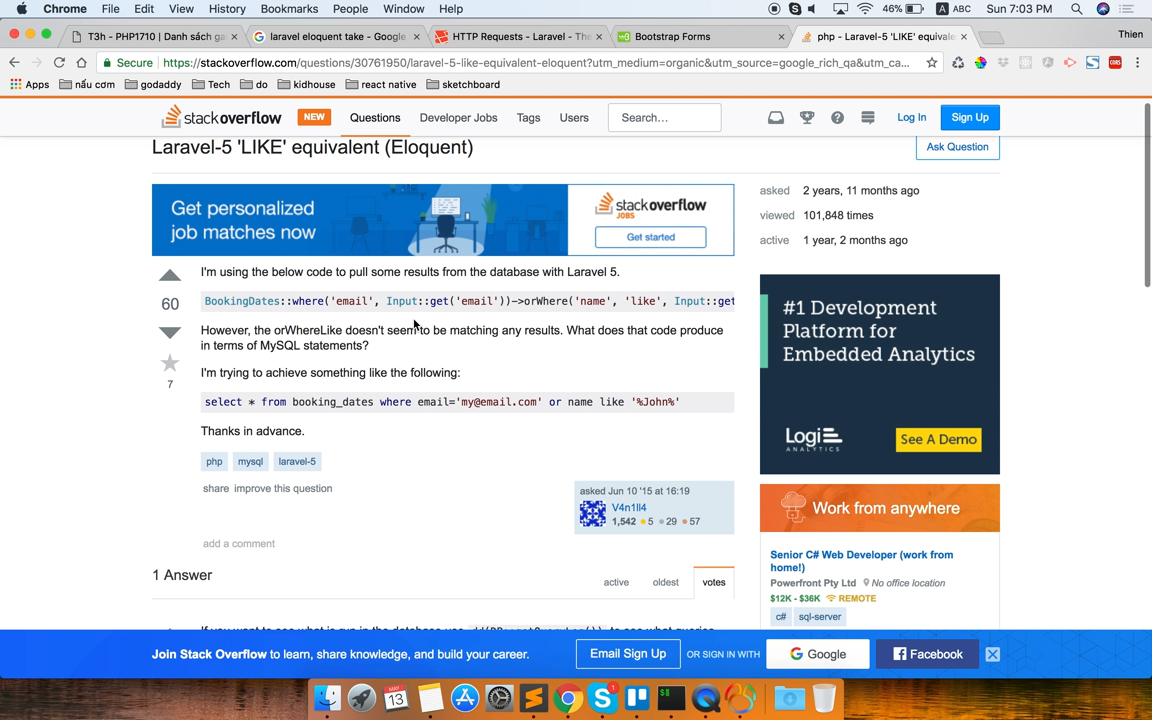 Chrome File Edit View History Bookmarks People Window Help 46% A ABC Sun 7:03 PM
T3h - PHP1710 | Danh sách ga
laravel eloquent take - Google
HTTP Requests - Laravel - The
Bootstrap Forms
php - Laravel-5 'LIKE' equivale
Thien
Secure | https://stackoverflow.com/questions/30761950/laravel-5-like-equivalent-eloquent?utm_medium=organic&utm_source=google_rich_qa&utm_ca...
CORS
Apps nấu cơm godaddy Tech do kidhouse react native sketchboard
stackoverflow NEW Questions Developer Jobs Tags Users Search... Log In Sign Up
Laravel-5 'LIKE' equivalent (Eloquent)
Ask Question
Get personalized
job matches now
stackoverflow
JOBS
Get started
asked 2 years, 11 months ago
viewed 101,848 times
active 1 year, 2 months ago
I'm using the below code to pull some results from the database with Laravel 5.
60
BookingDates::where('email', Input::get('email'))->orWhere('name', 'like', Input::get
However, the orWhereLike doesn't seem to be matching any results. What does that code produce
in terms of MySQL statements?
7
I'm trying to achieve something like the following:
select * from booking_dates where email='my@email.com' or name like '%John%'
Thanks in advance.
php mysql laravel-5
share improve this question
asked Jun 10 '15 at 16:19
V4n1ll4
1,542 5 29 57
add a comment
1 Answer
active oldest votes
#1 Development
Platform for
Embedded Analytics
Logi
ANALYTICS
See A Demo
Work from anywhere
Senior C# Web Developer (work from
home!)
Powerfront Pty Ltd No office location
$12K - $36K REMOTE
c# sql-server
Join Stack Overflow to learn, share knowledge, and build your career.
Email Sign Up
OR SIGN IN WITH
Google
Facebook
MAY
13
1